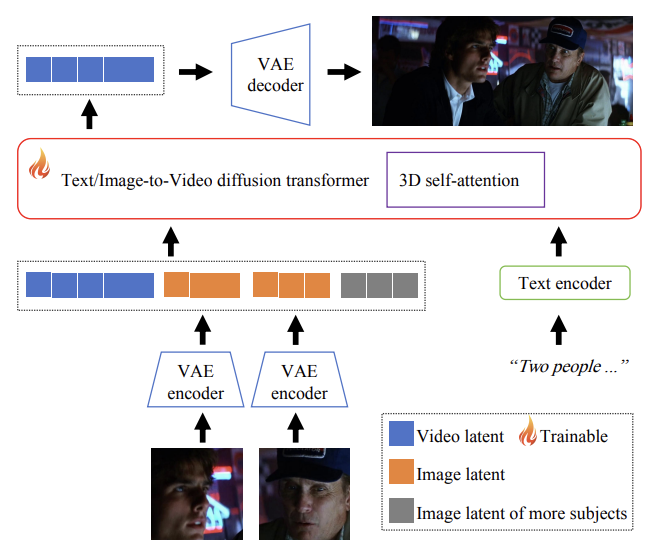 VAE
decoder
Text/Image-to-Video diffusion transformer
3D self-attention
Text encoder
VAE
encoder
VAE
encoder
“Two people ...”
Video latent
Trainable
Image latent
Image latent of more subjects